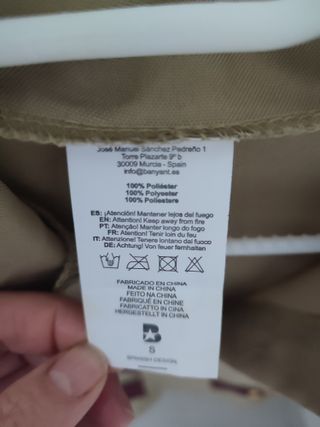 José Manuel Sánchez Pedreño 1
Torre Plazarte 9º b
30009 Murcia - Spain
info@banyant.es
100% Poliéster
100% Polyester
100% Poliestere
ES: ¡Atención! Mantener lejos del fuego
EN: Attention! Keep away from fire
PT: Atenção! Manter longo do fogo
FR: Attention! Tenir loin du feu
IT: Attenzione! Tenere lontano dal fuoco
DE: Achtung! Von feuer fernhalten
FABRICADO EN CHINA
MADE IN CHINA
FEITO NA CHINA
FABRIQUÉ EN CHINE
FABRICATTO IN CINA
HERGESTELLT IN CHINA
B
S
SPANISH DESIGN